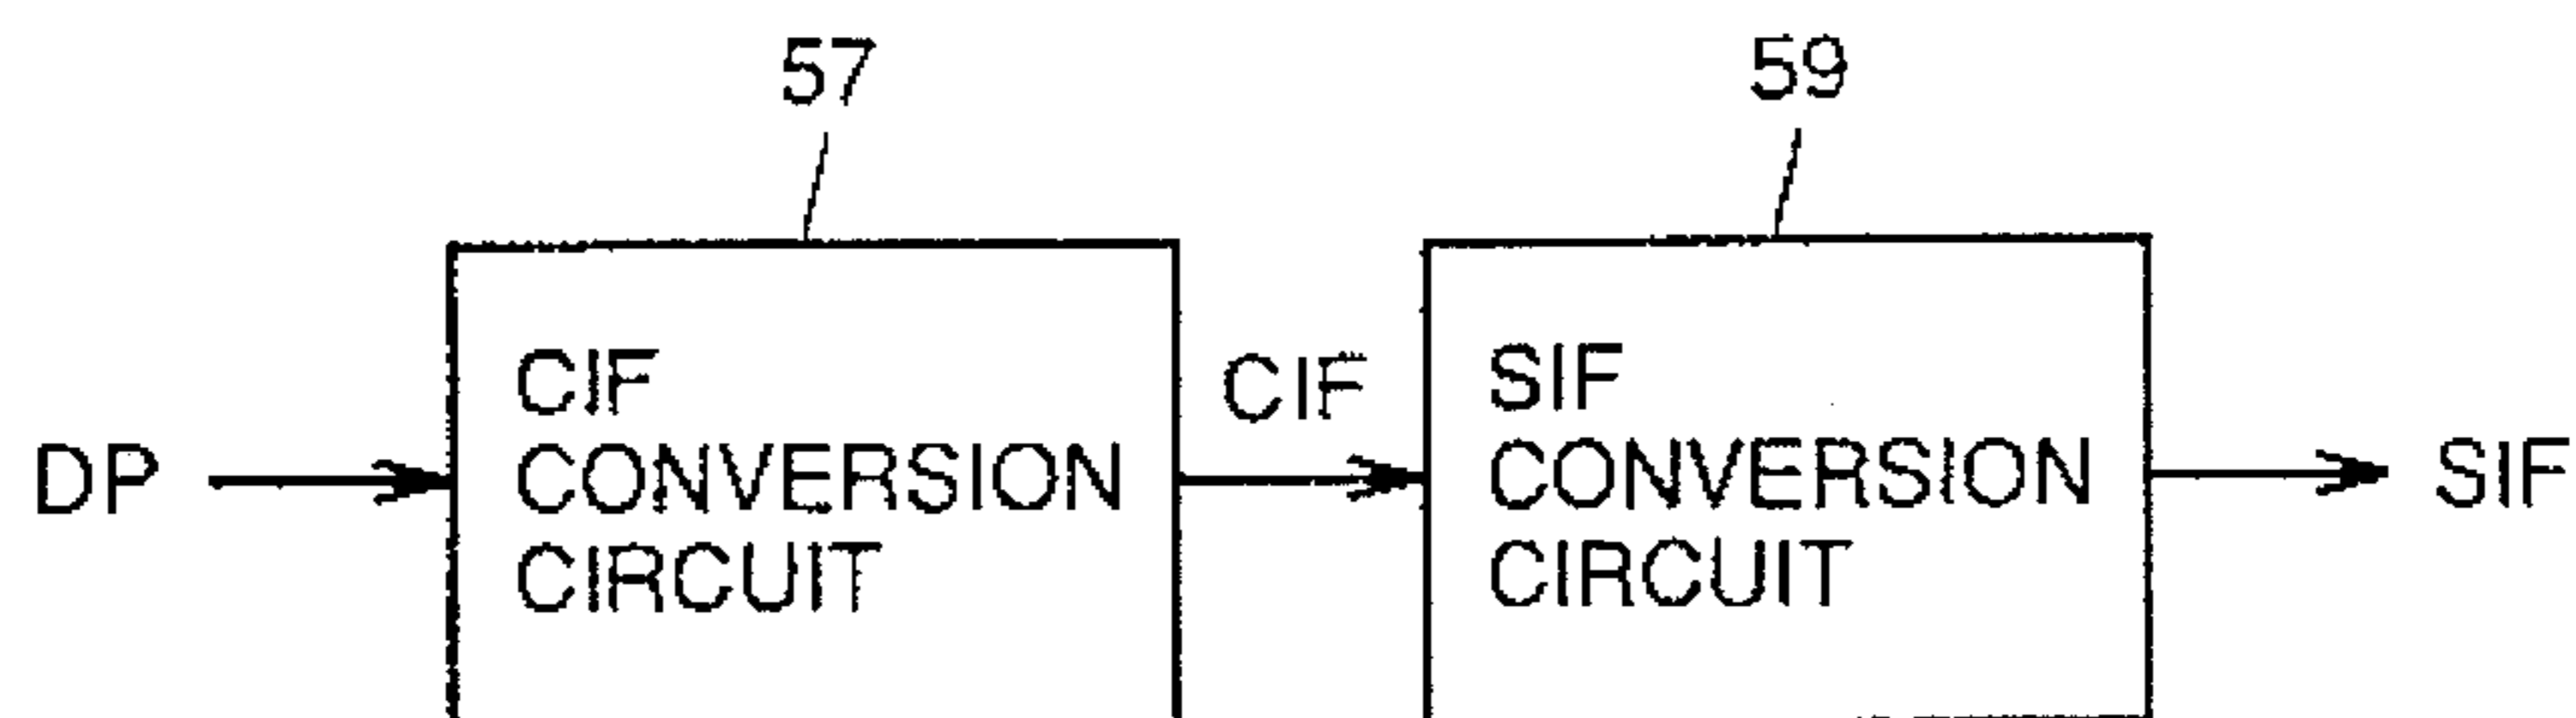 57
59
DP
CIF
CONVERSION
CIRCUIT
CIF
SIF
CONVERSION
CIRCUIT
SIF